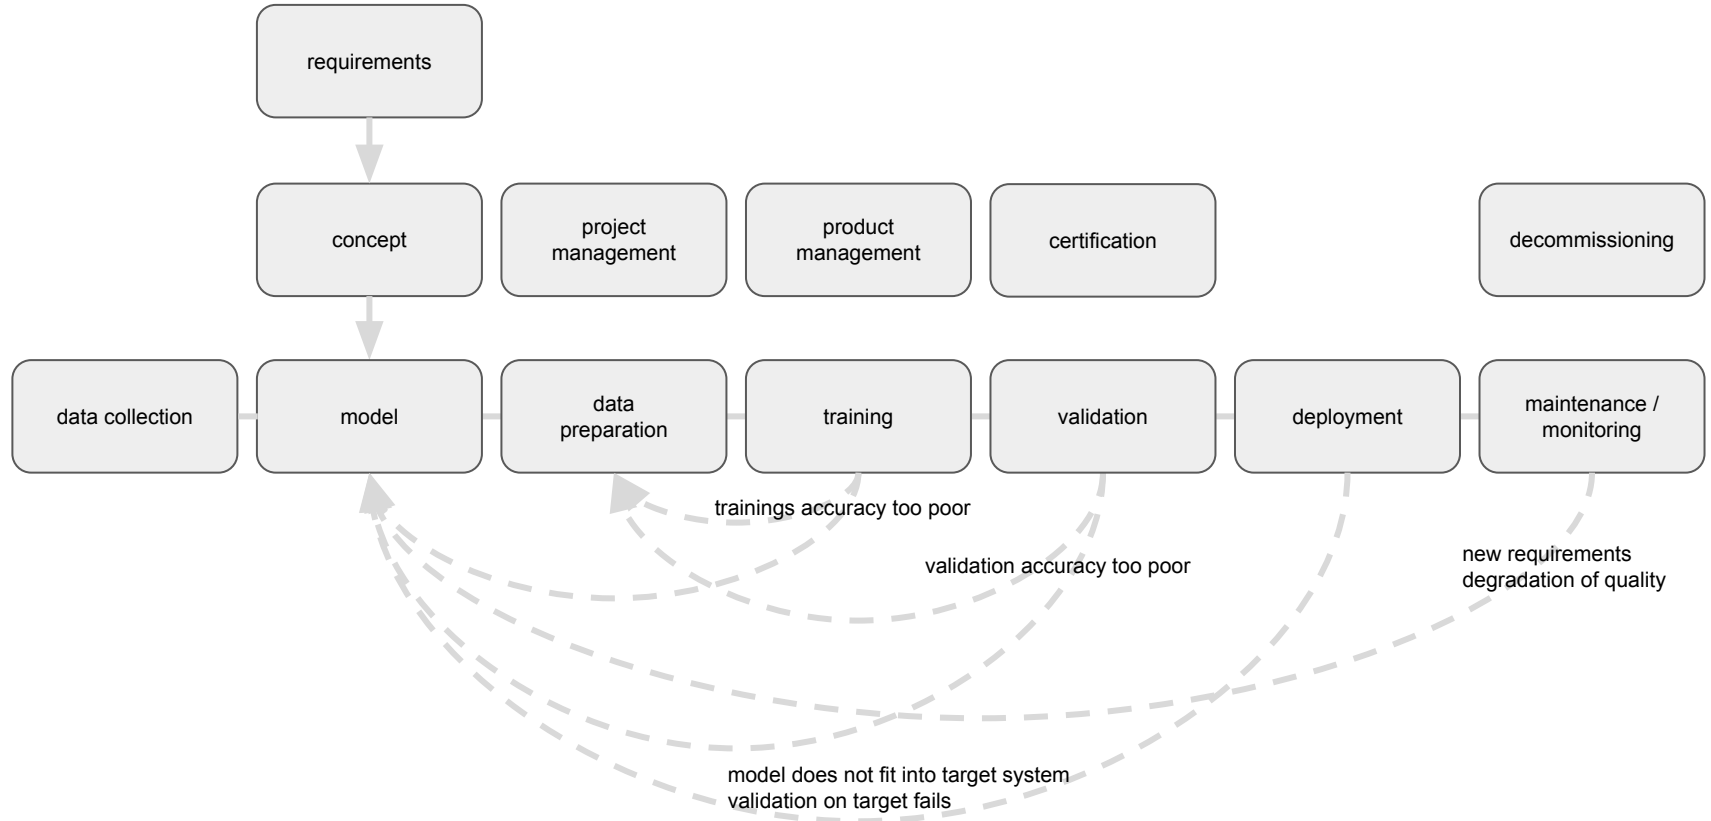 requirements
concept
project
management
product
management
certification
decommissioning
data collection
model
data
preparation
training
validation
deployment
maintenance /
monitoring
trainings accuracy too poor
validation accuracy too poor
new requirements
degradation of quality
model does not fit into target system
validation on target fails